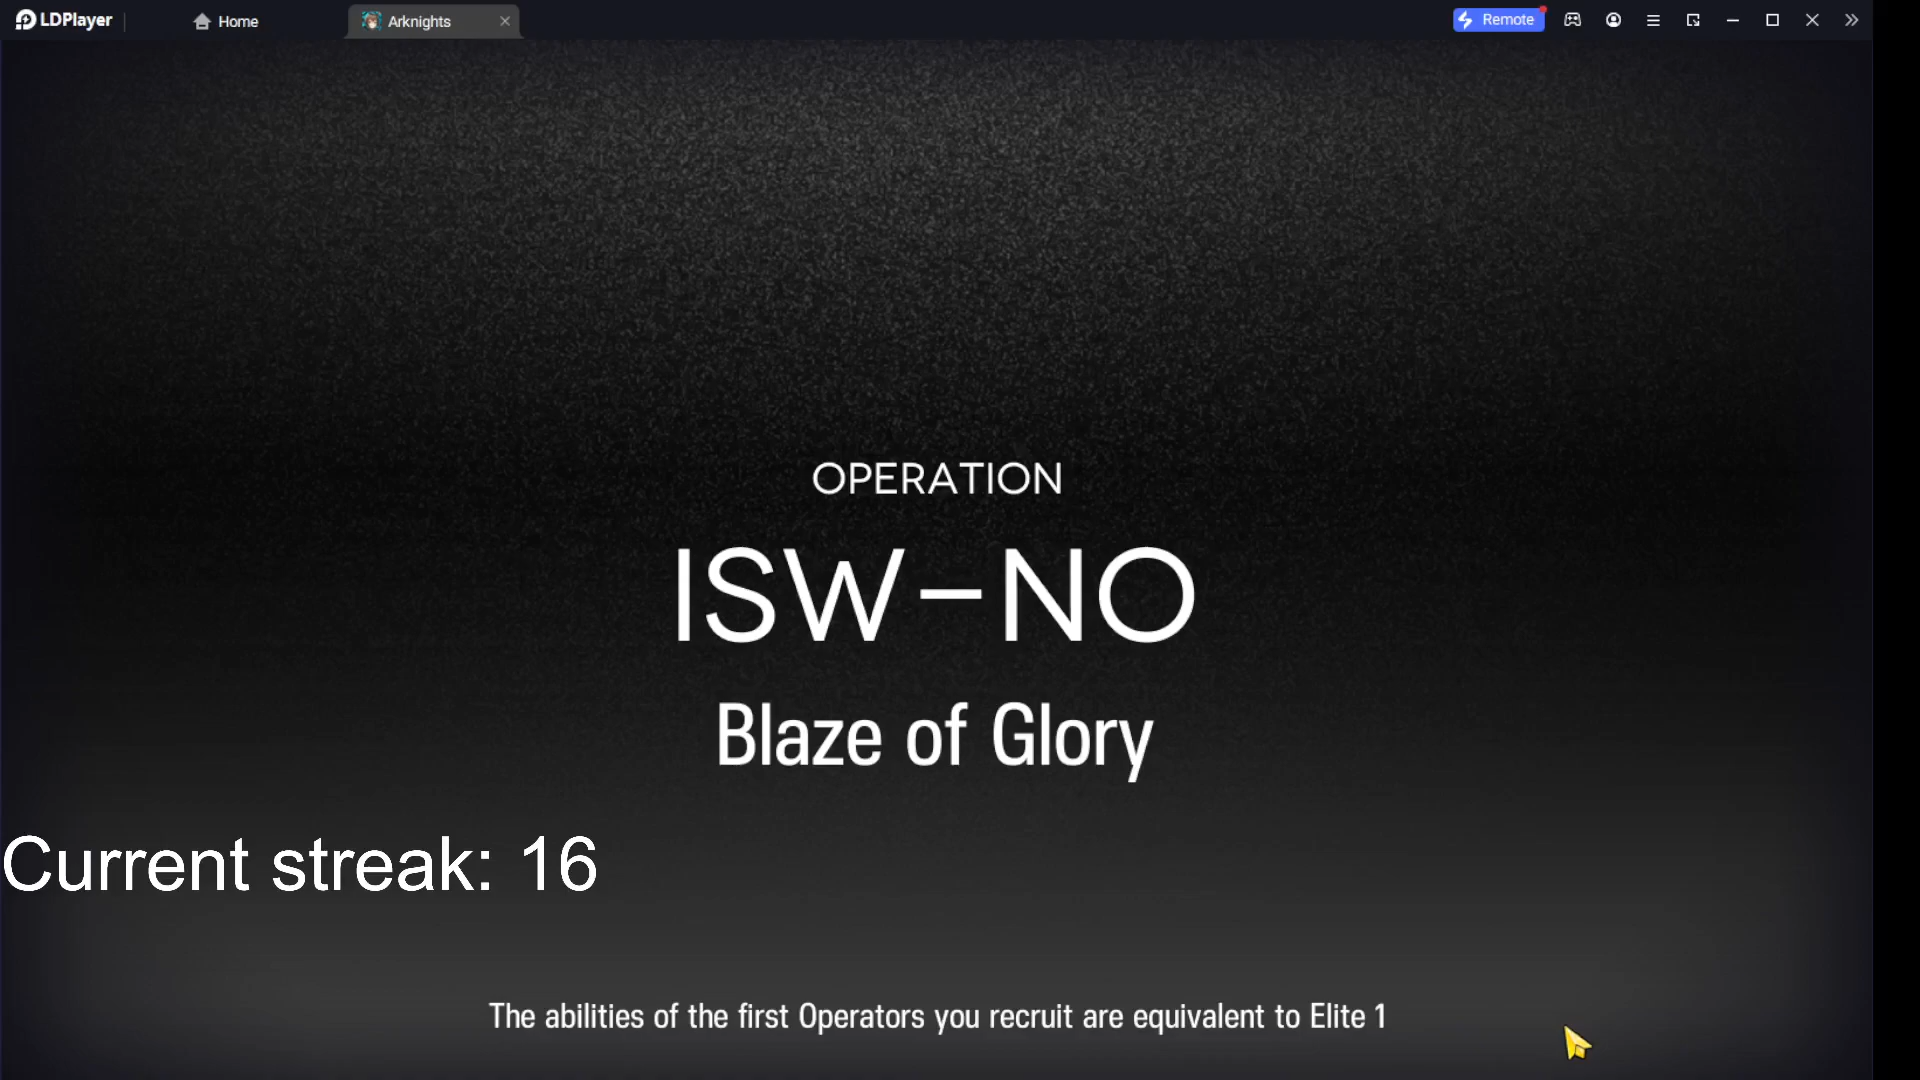 LDPlayer
Home
Arknights
Remote
OPERATION
ISW-NO
Blaze of Glory
Current streak: 16
The abilities of the first Operators you recruit are equivalent to Elite 1